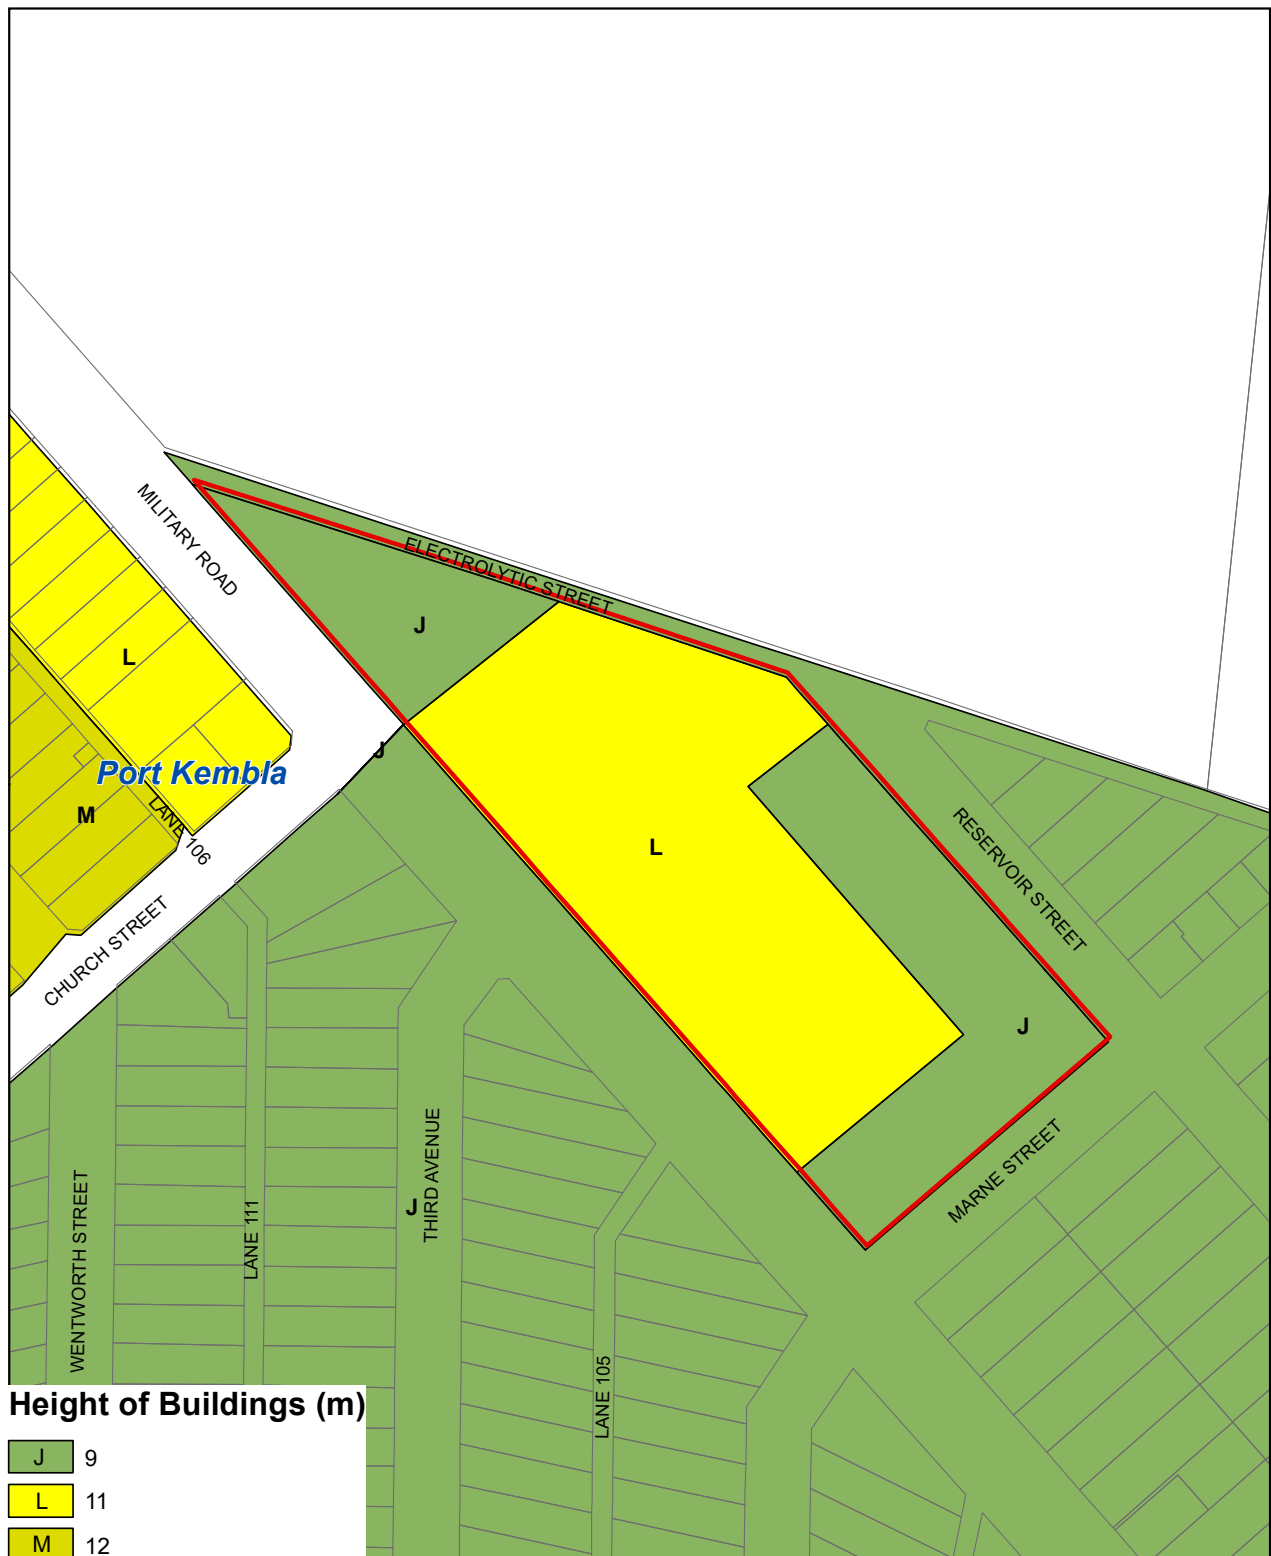 MILITARY ROAD
ELECTROLYTIC STREET
J
L
J
Port Kembla
M
LANE 106
L
RESERVOIR STREET
CHURCH STREET
J
MARNE STREET
THIRD AVENUE
J
WENTWORTH STREET
LANE 111
LANE 105
Height of Buildings (m)
J 9
L 11
M 12